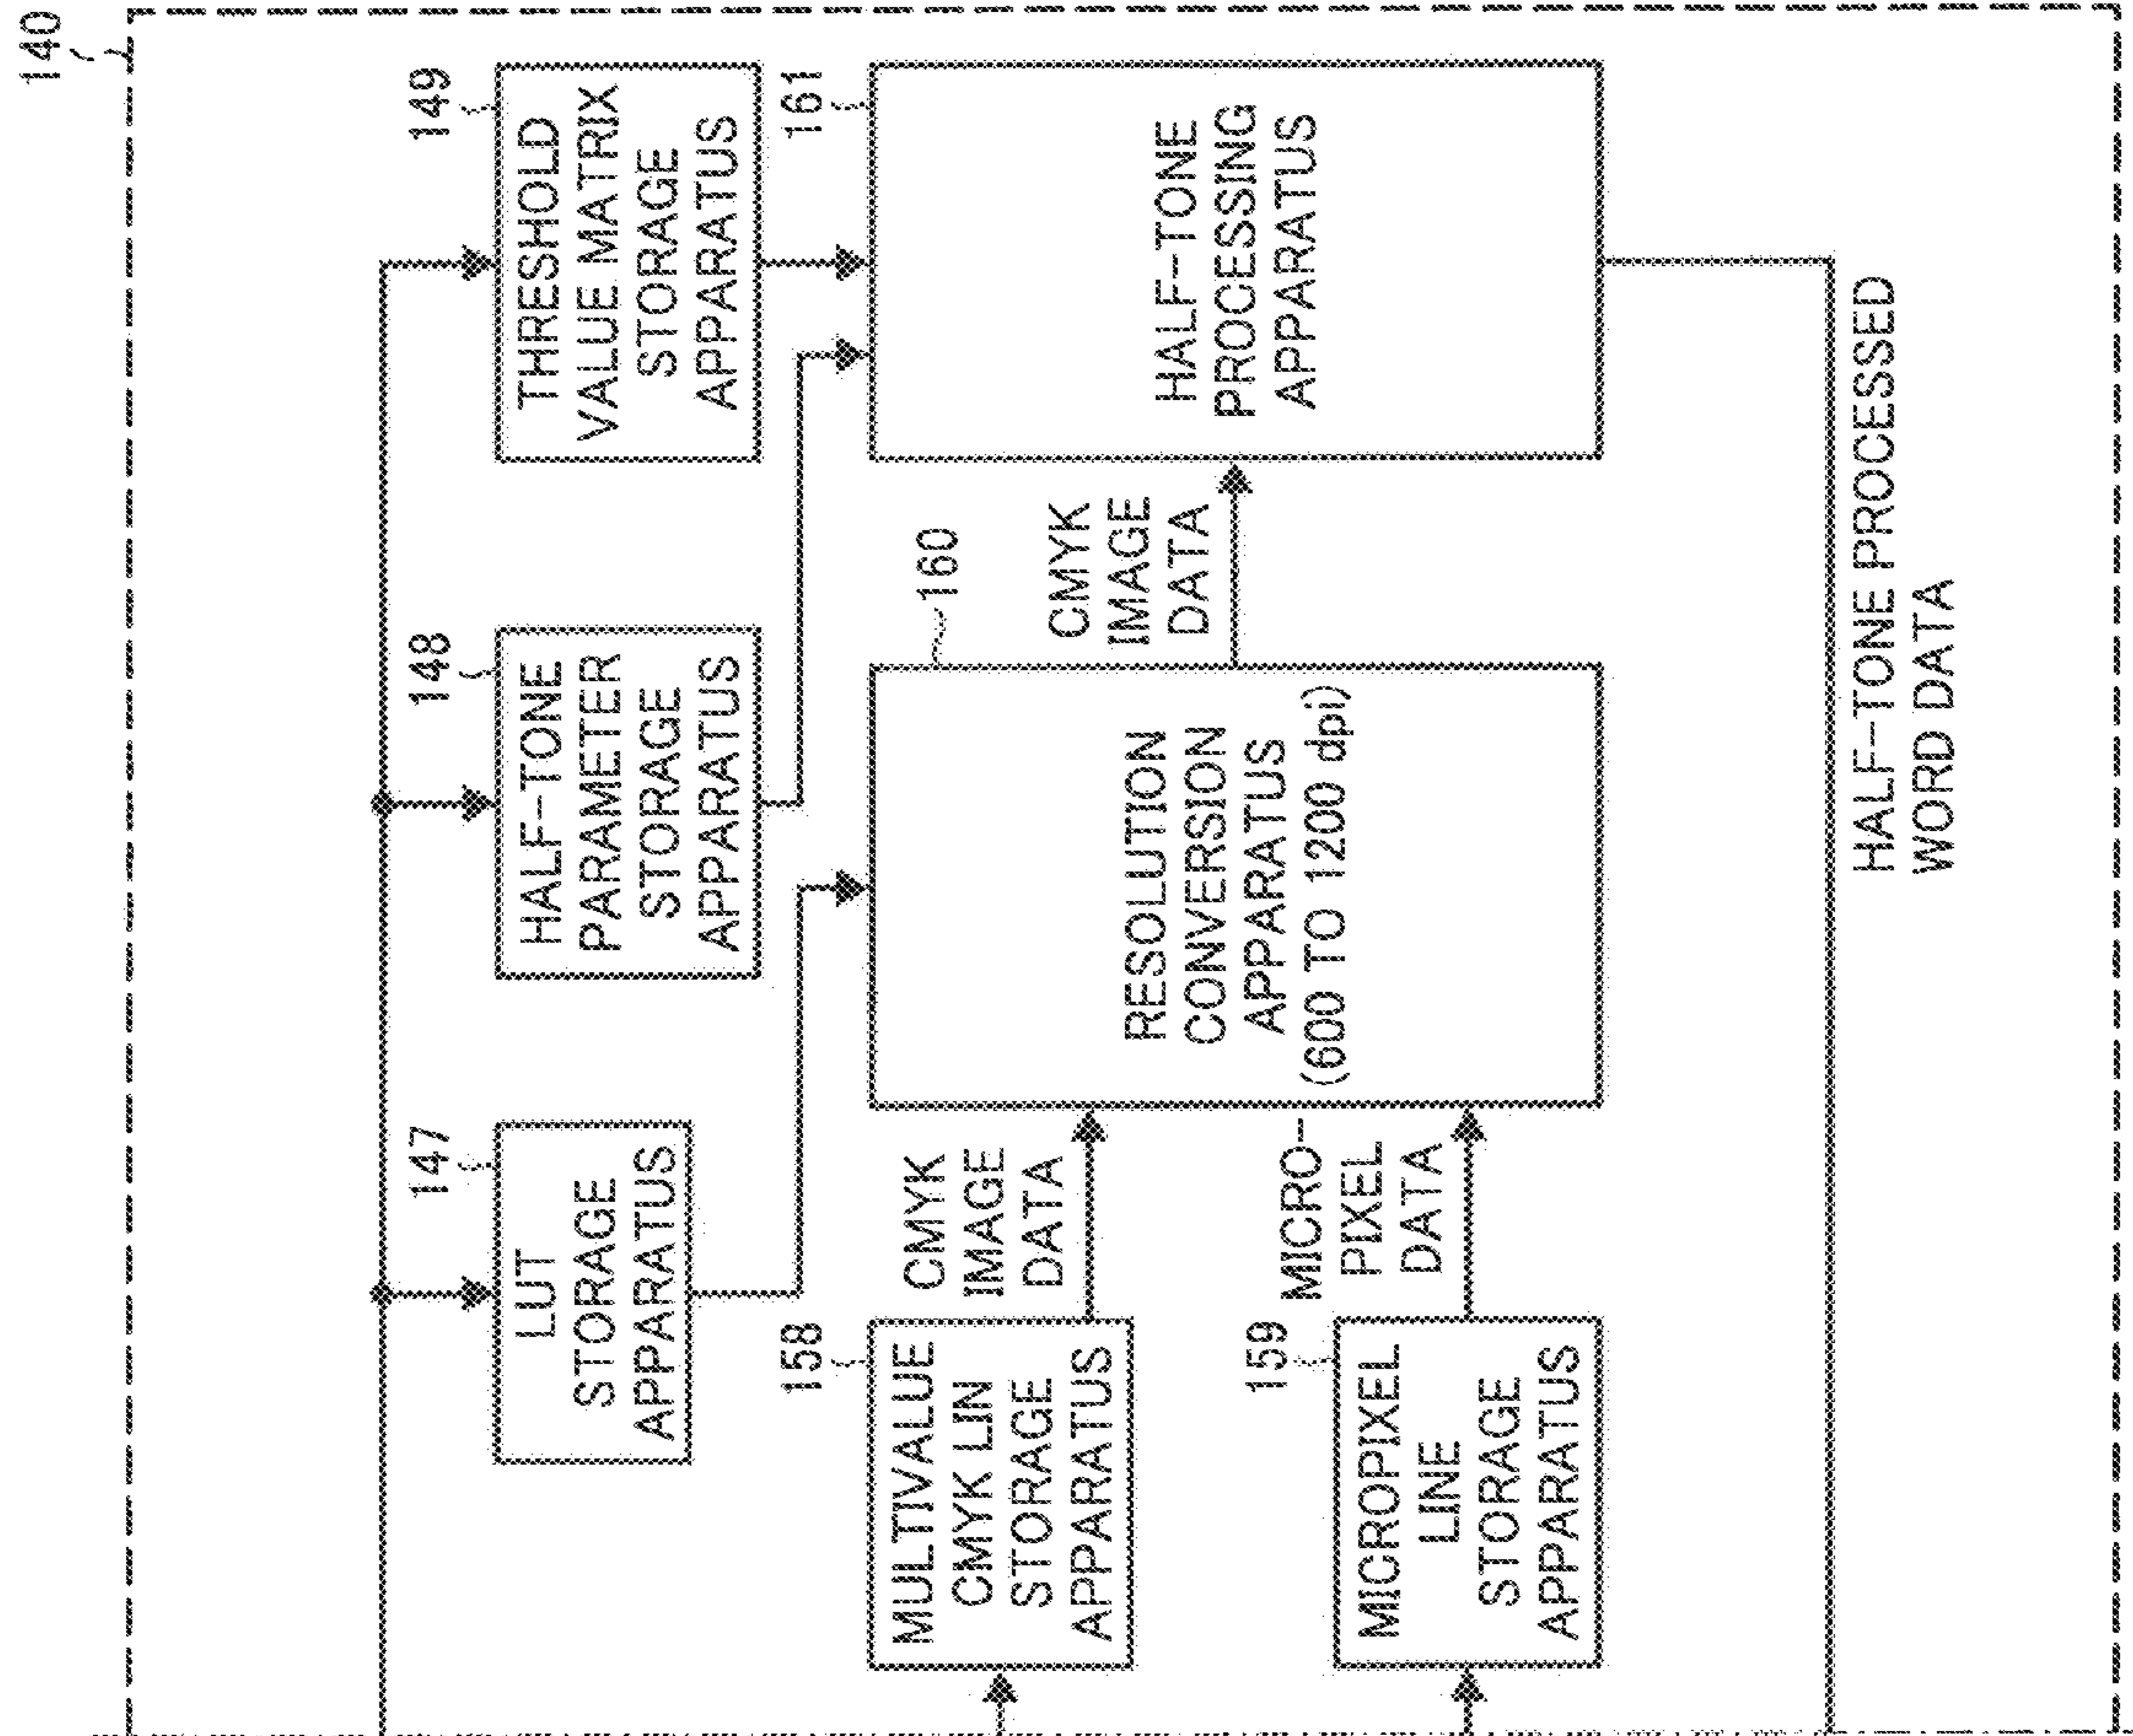 140
147
LUT
STORAGE
APPARATUS
148
HALF-TONE
PARAMETER
STORAGE
APPARATUS
149
THRESHOLD
VALUE MATRIX
STORAGE
APPARATUS
158
MULTIVALUE
CMYK LIN
STORAGE
APPARATUS
CMYK
IMAGE
DATA
159
MICROPIXEL
LINE
STORAGE
APPARATUS
MICRO-
PIXEL
DATA
160
RESOLUTION
CONVERSION
APPARATUS
(600 TO 1200 dpi)
CMYK
IMAGE
DATA
161
HALF-TONE
PROCESSING
APPARATUS
HALF-TONE PROCESSED
WORD DATA